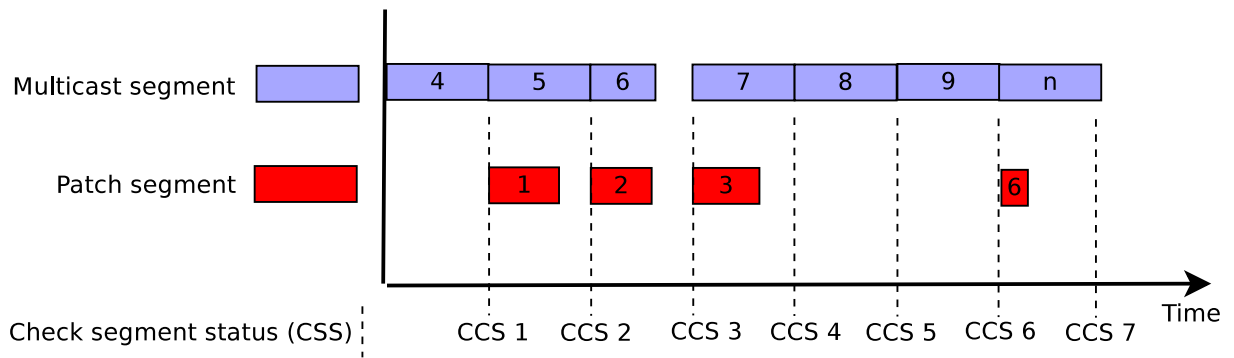 Multicast segment
4 5 6 7 8 9 n
Patch segment
1 2 3 6
Time
Check segment status (CSS)
CCS 1 CCS 2 CCS 3 CCS 4 CCS 5 CCS 6 CCS 7